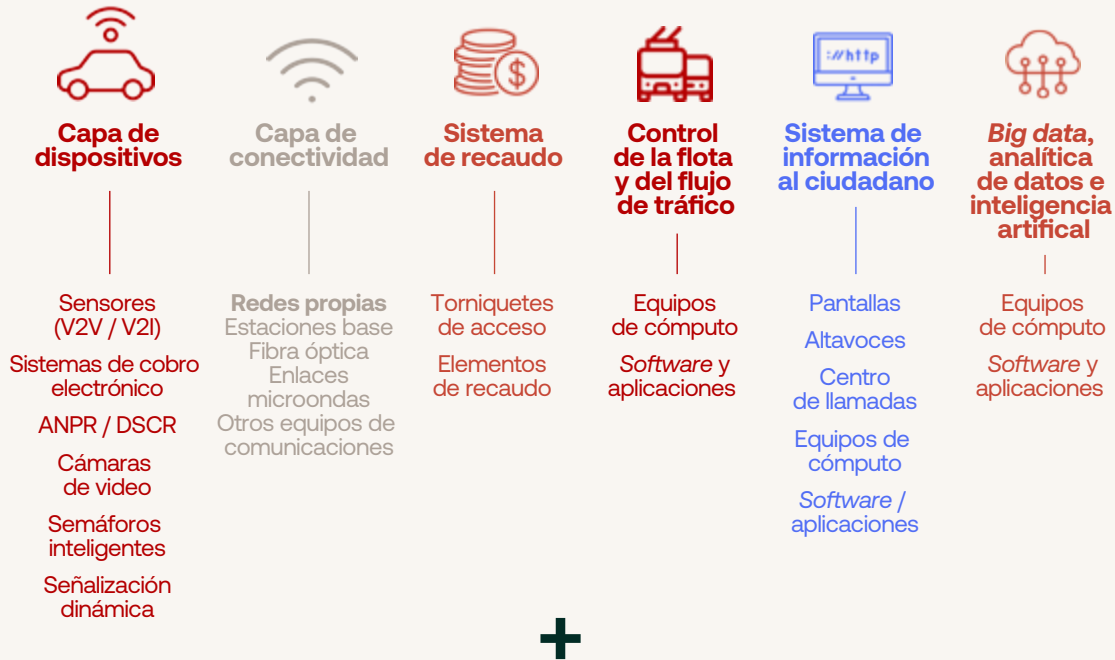 Capa de
dispositivos
Sensores
(V2V / V2I)
Sistemas de cobro
electrónico
ANPR / DSCR
Cámaras
de video
Semáforos
inteligentes
Señalización
dinámica
Capa de
conectividad
Redes propias
Estaciones base
Fibra óptica
Enlaces
microondas
Otros equipos de
comunicaciones
$
Sistema
de recaudo
Torniquetes
de acceso
Elementos
de recaudo
Control
de la flota
y del flujo
de tráfico
Equipos
de cómputo
Software y
aplicaciones
://http
Sistema de
información
al ciudadano
Pantallas
Altavoces
Centro
de llamadas
Equipos de
cómputo
Software /
aplicaciones
Big data,
analítica
de datos e
inteligencia
artifical
Equipos
de cómputo
Software y
aplicaciones
+